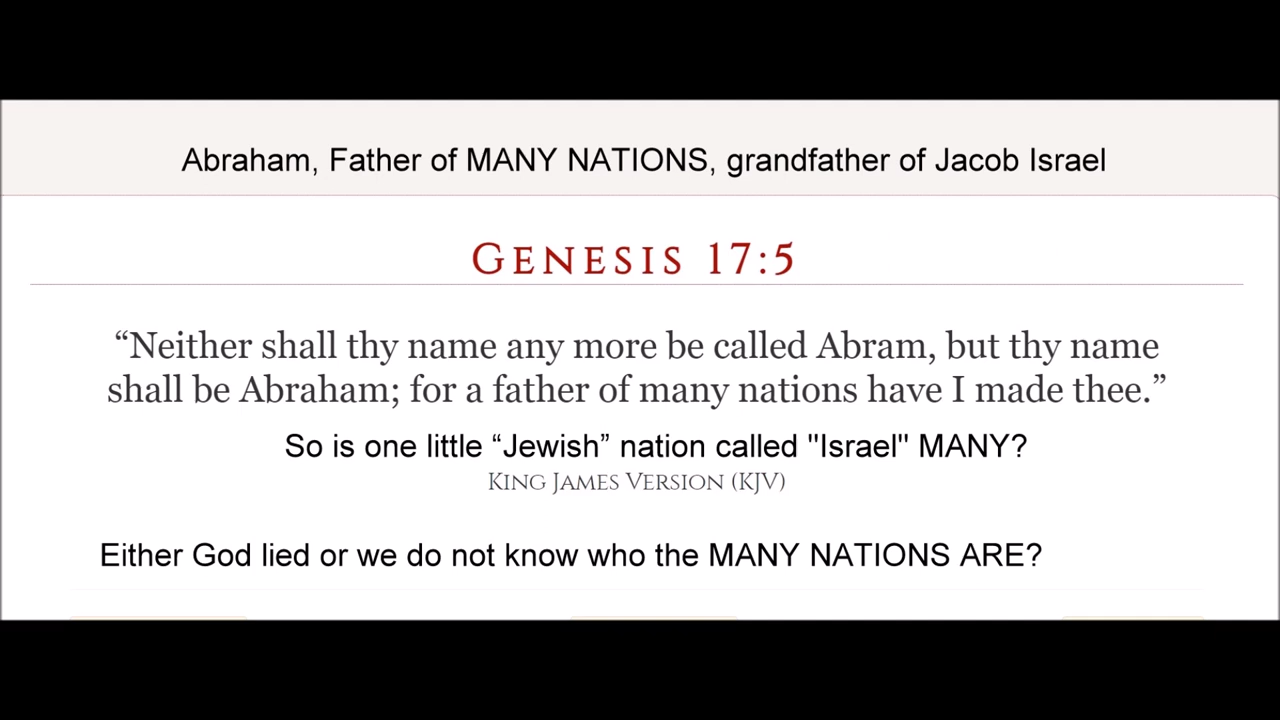 Abraham, Father of MANY NATIONS, grandfather of Jacob Israel
GENESIS 17:5
“Neither shall thy name any more be called Abram, but thy name
shall be Abraham; for a father of many nations have I made thee.”
So is one little “Jewish” nation called "Israel" MANY?
KING JAMES VERSION (KJV)
Either God lied or we do not know who the MANY NATIONS ARE?